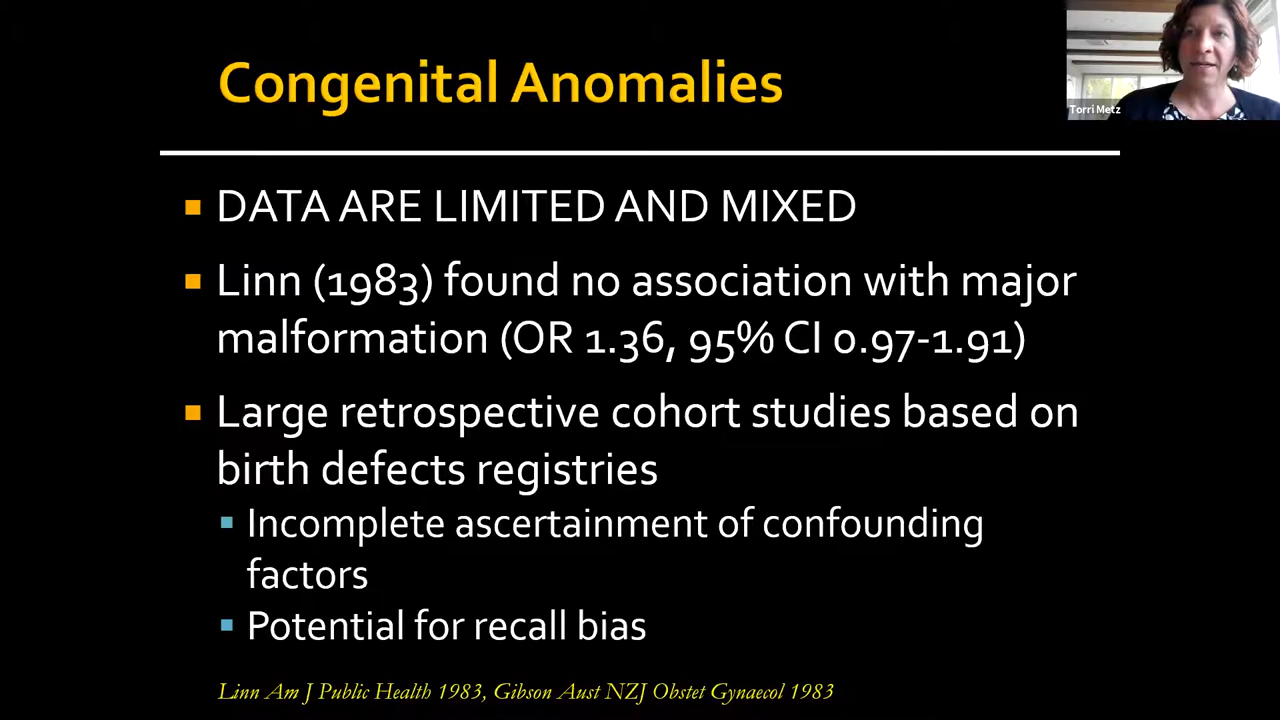 Congenital Anomalies
Torri Metz
DATA ARE LIMITED AND MIXED
Linn (1983) found no association with major
malformation (OR 1.36, 95% CI 0.97-1.91)
Large retrospective cohort studies based on
birth defects registries
Incomplete ascertainment of confounding
factors
Potential for recall bias
Linn Am J Public Health 1983, Gibson Aust NZJ Obstet Gynaecol 1983